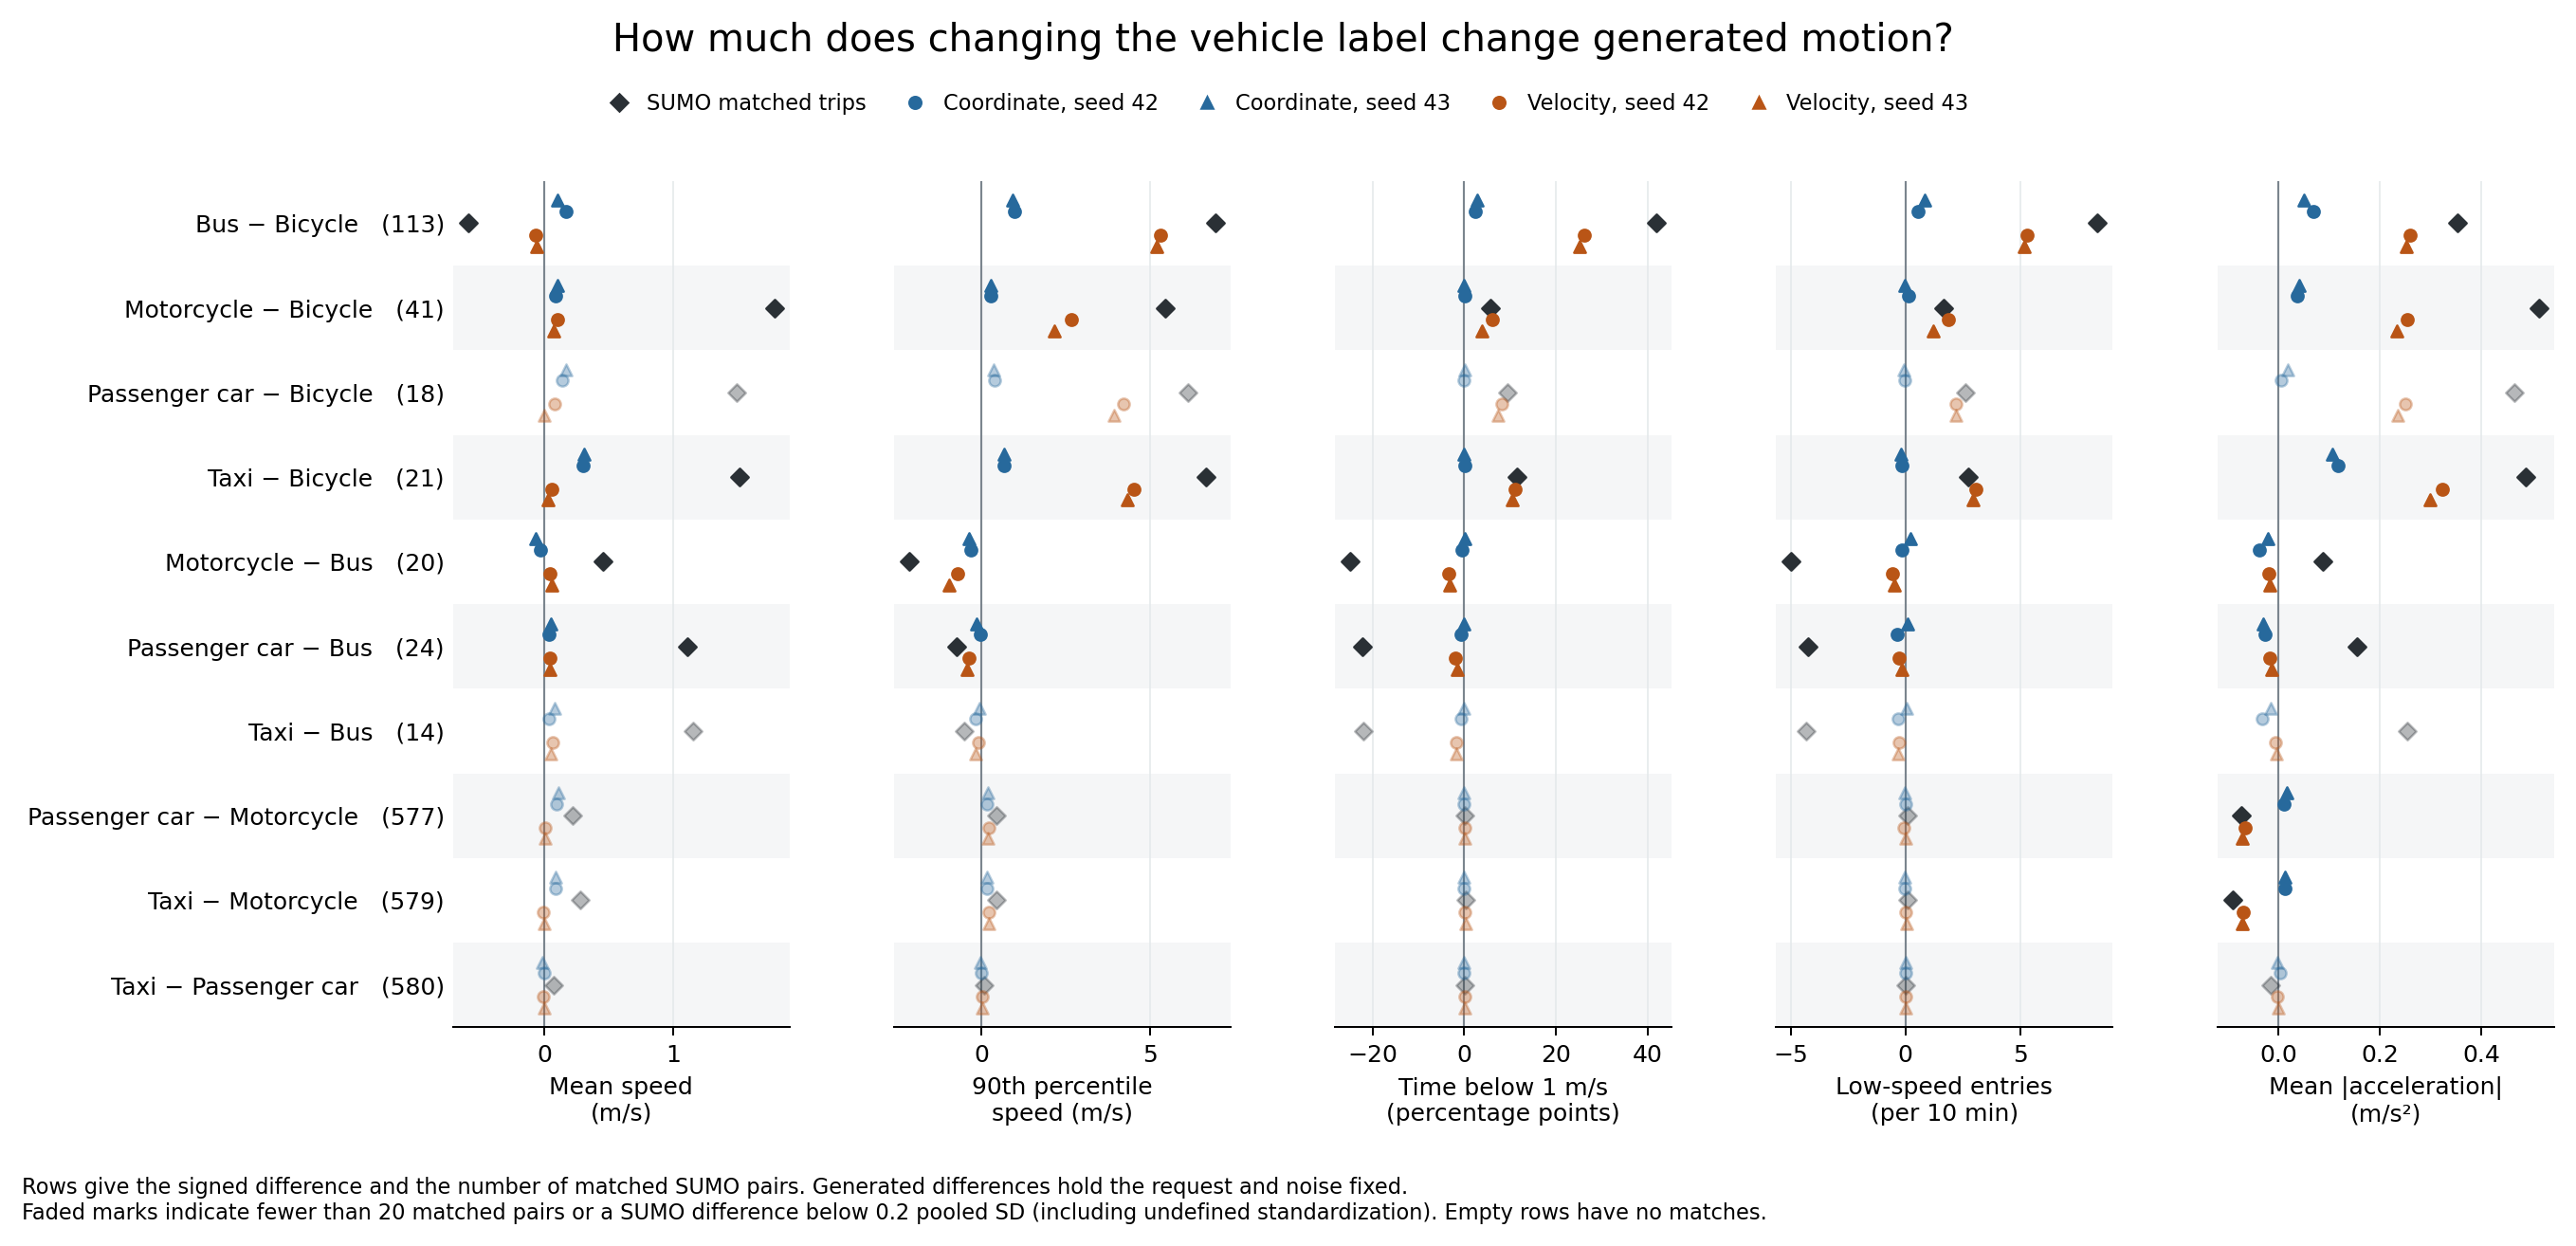 How much does changing the vehicle label change generated motion?
SUMO matched trips
Coordinate, seed 42
Coordinate, seed 43
Velocity, seed 42
Velocity, seed 43
Bus − Bicycle (113)
Motorcycle − Bicycle (41)
Passenger car − Bicycle (18)
Taxi − Bicycle (21)
Motorcycle − Bus (20)
Passenger car − Bus (24)
Taxi − Bus (14)
Passenger car − Motorcycle (577)
Taxi − Motorcycle (579)
Taxi − Passenger car (580)
0 1
Mean speed
(m/s)
0 5
90th percentile
speed (m/s)
−20 0 20 40
Time below 1 m/s
(percentage points)
−5 0 5
Low-speed entries
(per 10 min)
0.0 0.2 0.4
Mean |acceleration|
(m/s²)
Rows give the signed difference and the number of matched SUMO pairs. Generated differences hold the request and noise fixed.
Faded marks indicate fewer than 20 matched pairs or a SUMO difference below 0.2 pooled SD (including undefined standardization). Empty rows have no matches.